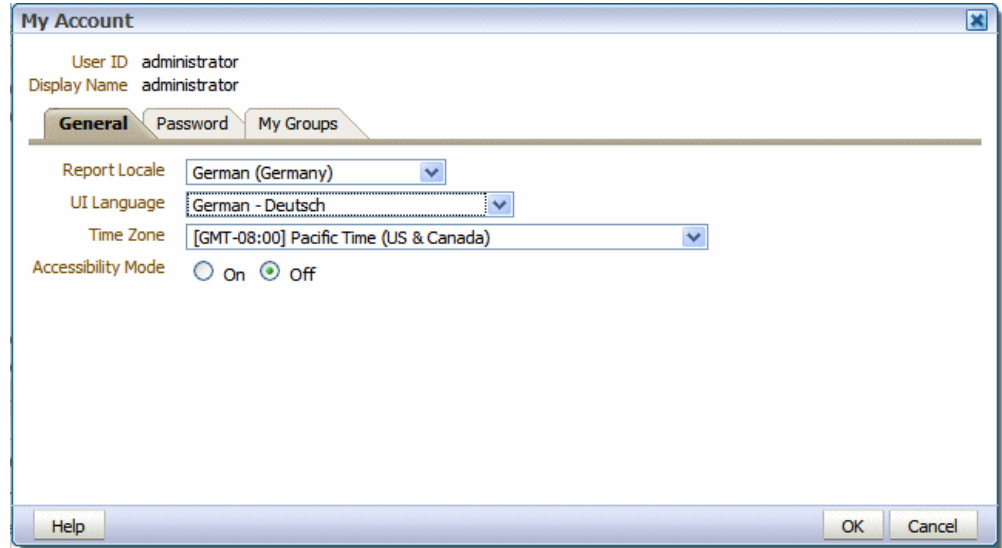 My Account
User ID administrator
Display Name administrator
General Password My Groups
Report Locale German (Germany)
UI Language German - Deutsch
Time Zone [GMT-08:00] Pacific Time (US & Canada)
Accessibility Mode On Off
Help OK Cancel